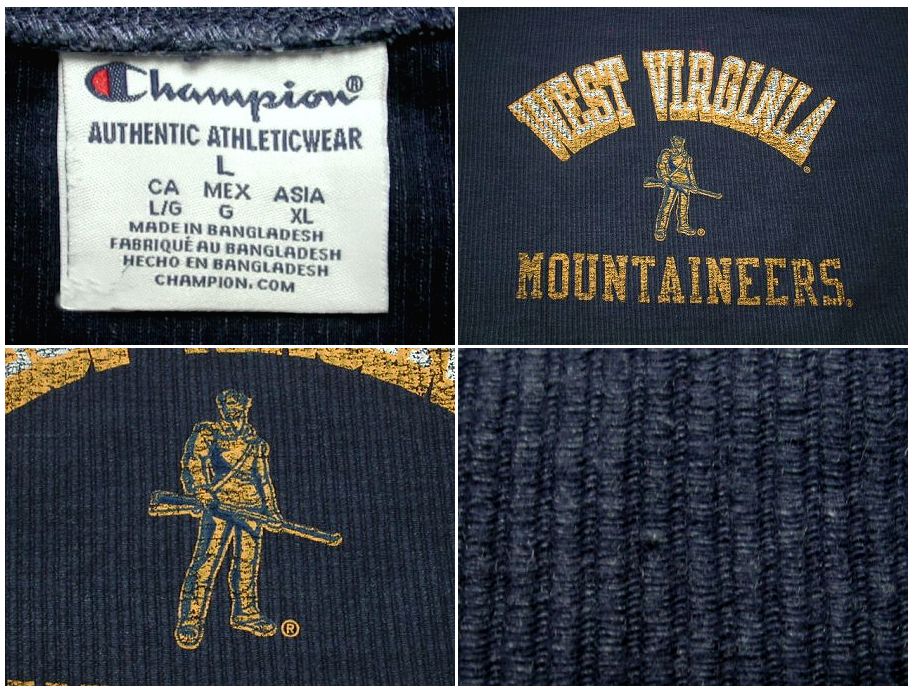 Champion®
AUTHENTIC ATHLETICWEAR
L
CA MEX ASIA
L/G G XL
MADE IN BANGLADESH
FABRIQUÉ AU BANGLADESH
HECHO EN BANGLADESH
CHAMPION.COM
WEST VIRGINIA®
®
MOUNTAINEERS®
®